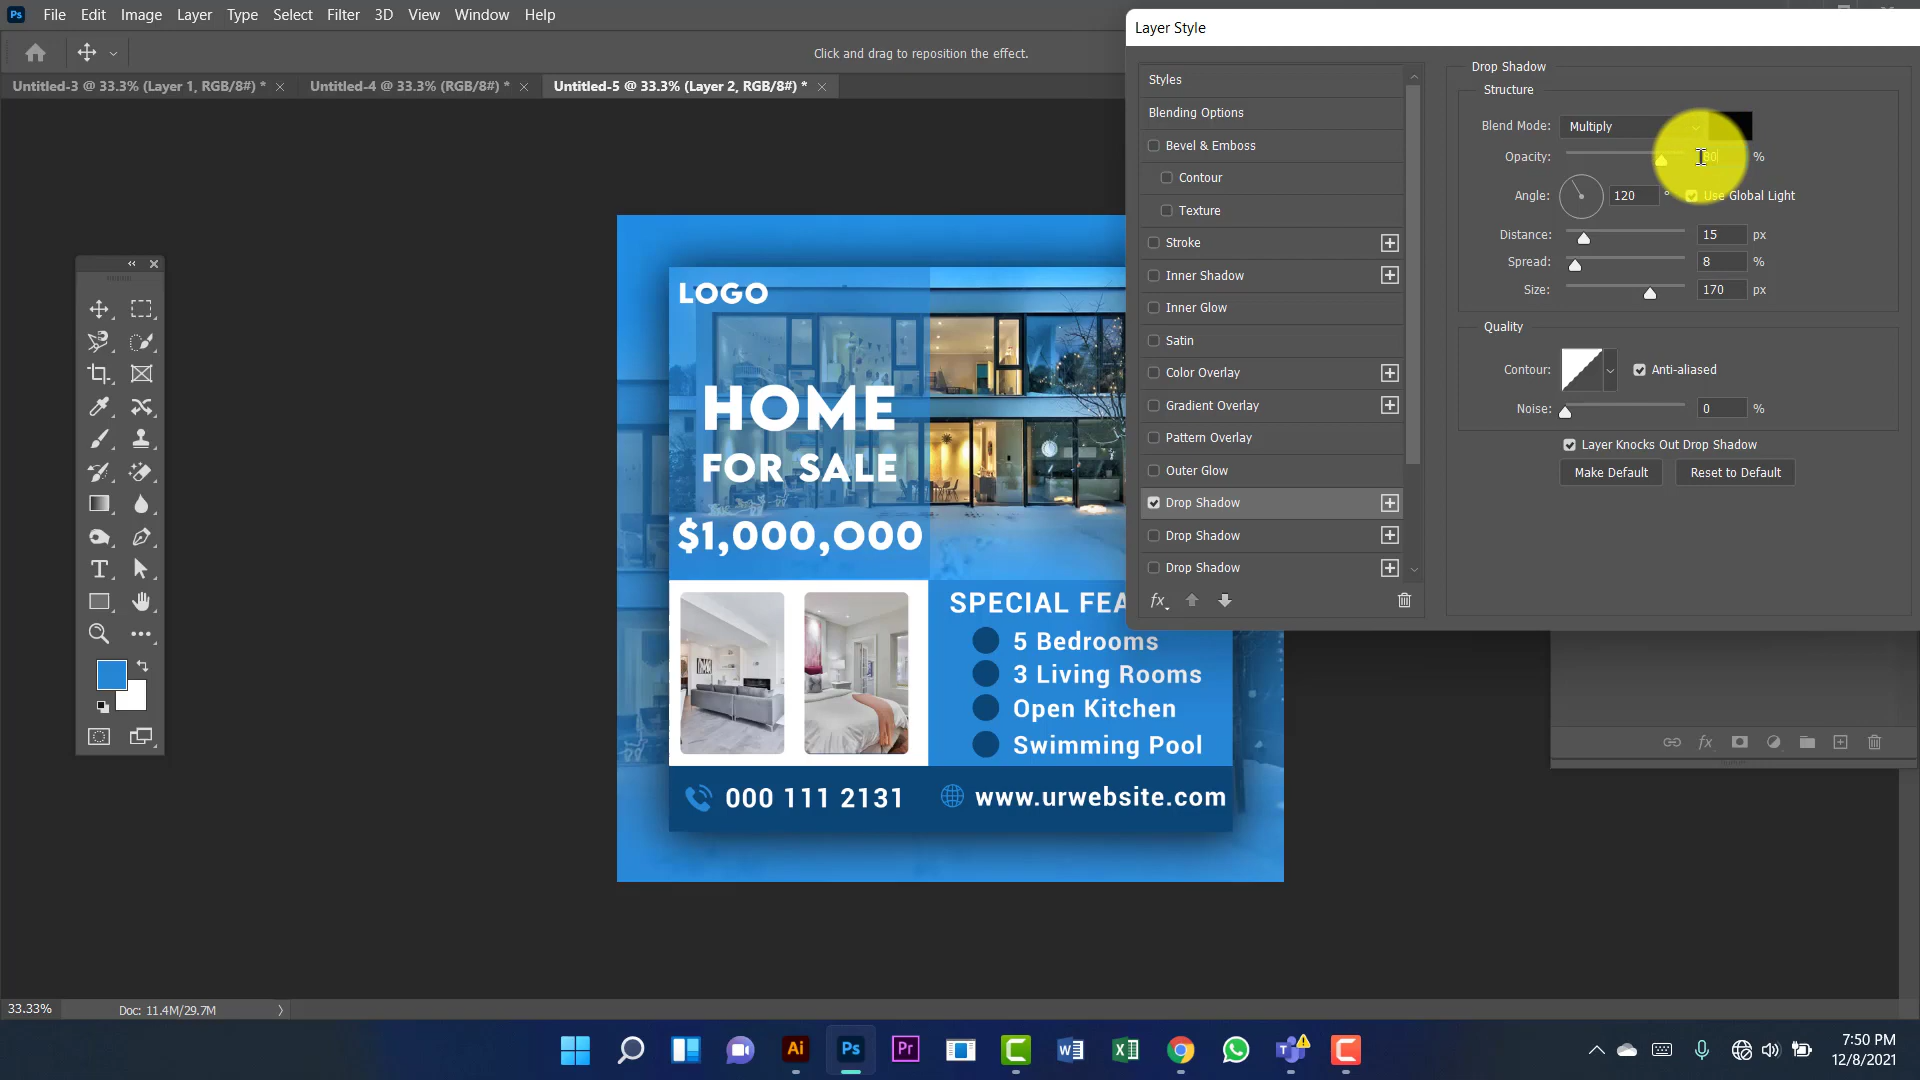 Ps File Edit Image Layer Type Select Filter 3D View Window Help
Layer Style
Click and drag to reposition the effect.
Untitled-3 @ 33.3% (Layer 1, RGB/8#) * × Untitled-4 @ 33.3% (RGB/8#) * × Untitled-5 @ 33.3% (Layer 2, RGB/8#) * ×
Styles
Blending Options
Bevel & Emboss
Contour
Texture
Stroke
Inner Shadow
Inner Glow
Satin
Color Overlay
Gradient Overlay
Pattern Overlay
Outer Glow
Drop Shadow
Drop Shadow
Drop Shadow
fx
Drop Shadow
Structure
Blend Mode: Multiply
Opacity: 80 %
Angle: 120 ° Use Global Light
Distance: 15 px
Spread: 8 %
Size: 170 px
Quality
Contour: Anti-aliased
Noise: 0 %
Layer Knocks Out Drop Shadow
Make Default Reset to Default
LOGO
HOME
FOR SALE
$1,000,000
SPECIAL FEA
5 Bedrooms
3 Living Rooms
Open Kitchen
Swimming Pool
000 111 2131 www.urwebsite.com
fx
33.33% Doc: 11.4M/29.7M
Ai Ps Pr
7:50 PM
12/8/2021